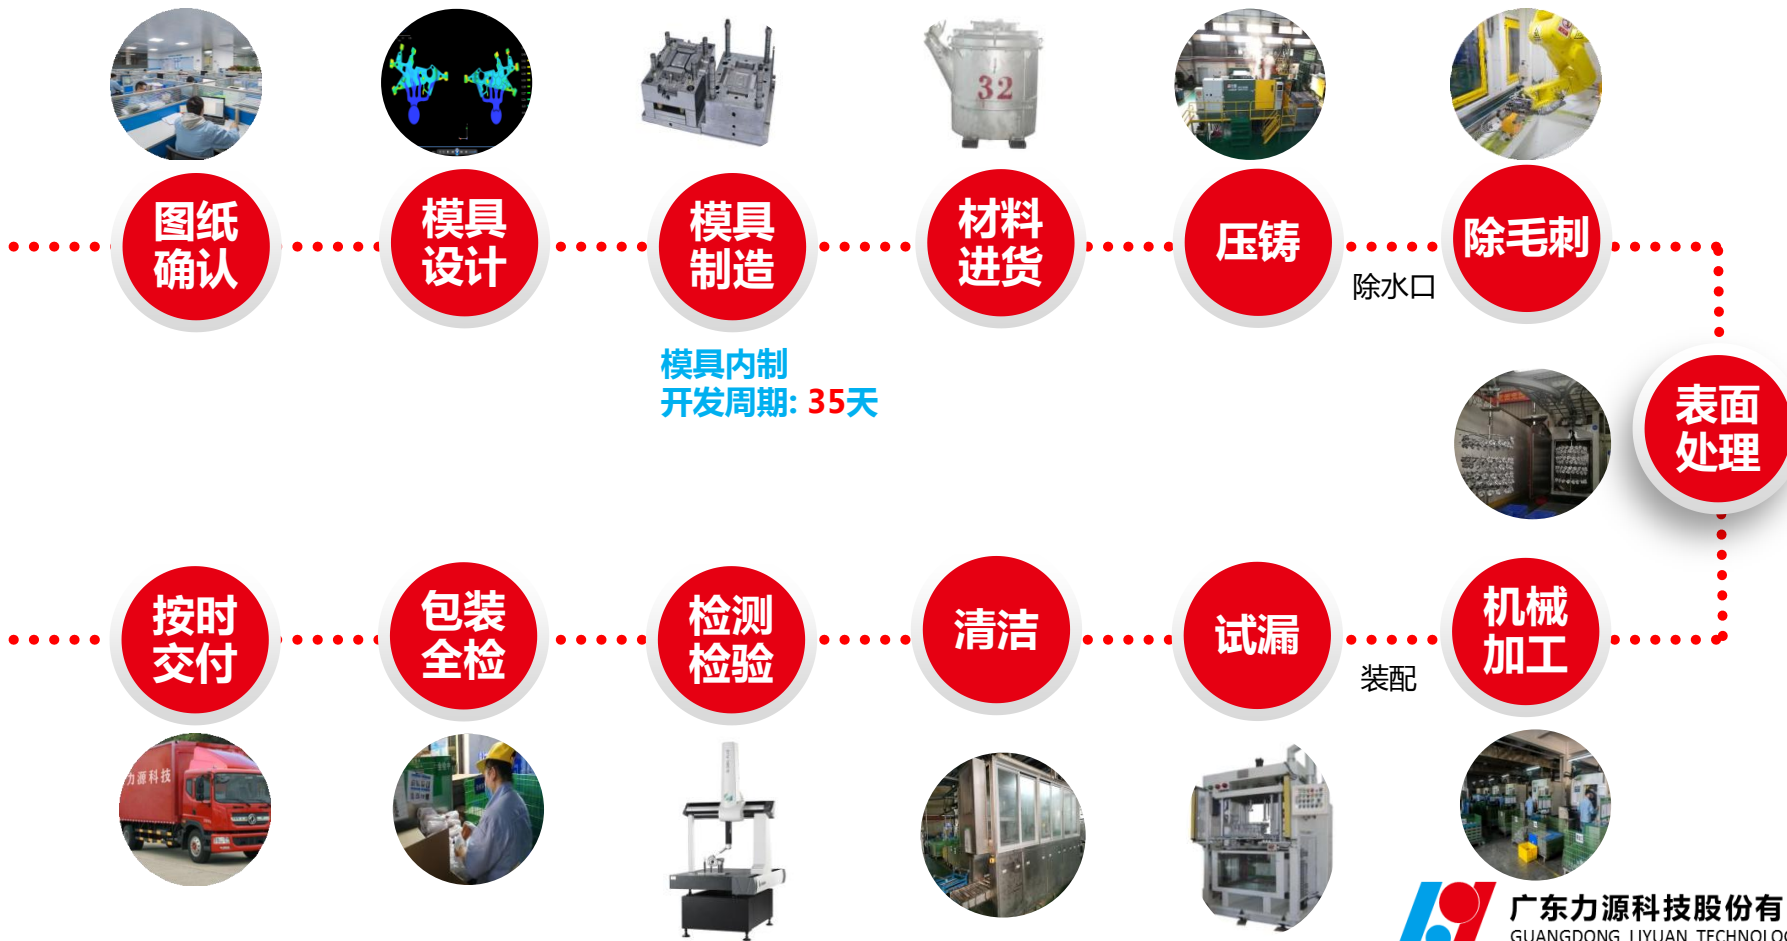 32
图纸
确认
模具
设计
模具
制造
材料
进货
压铸
除水口
除毛刺
模具内制
开发周期: 35天
表面
处理
按时
交付
包装
全检
检测
检验
清洁
试漏
装配
机械
加工
力源科技
广东力源科技股份有
GUANGDONG LIYUAN TECHNOLOG